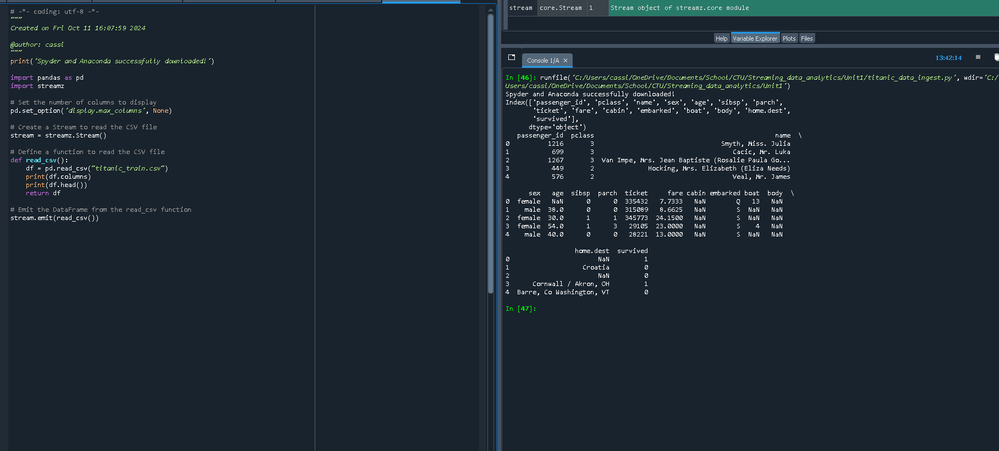 # -*- coding: utf-8 -*-
"""
Created on Fri Oct 11 16:07:59 2024
@author: cassi
"""
print('Spyder and Anaconda successfully downloaded!')
import pandas as pd
import streamz
# Set the number of columns to display
pd.set_option('display.max_columns', None)
# Create a Stream to read the CSV file
stream = streamz.Stream()
# Define a function to read the CSV file
def read_csv():
    df = pd.read_csv("titanic_train.csv")
    print(df.columns)
    print(df.head())
    return df
# Emit the DataFrame from the read_csv function
stream.emit(read_csv())
stream core.Stream 1 Stream object of streamz.core module
Help Variable Explorer Plots Files
Console 1/A × 13:42:14
In [46]: runfile('C:/Users/cassi/OneDrive/Documents/School/CTU/Streaming_data_analytics/Unit1/titanic_data_ingest.py', wdir='C:/
Users/cassi/OneDrive/Documents/School/CTU/Streaming_data_analytics/Unit1')
Spyder and Anaconda successfully downloaded!
Index(['passenger_id', 'pclass', 'name', 'sex', 'age', 'sibsp', 'parch',
       'ticket', 'fare', 'cabin', 'embarked', 'boat', 'body', 'home.dest',
       'survived'],
      dtype='object')
   passenger_id  pclass                                               name  \
0          1216       3                                  Smyth, Miss. Julia
1           699       3                                     Cacic, Mr. Luka
2          1267       3  Van Impe, Mrs. Jean Baptiste (Rosalie Paula Go...
3           449       2               Hocking, Mrs. Elizabeth (Eliza Needs)
4           576       2                                     Veal, Mr. James
      sex   age  sibsp  parch  ticket     fare cabin embarked boat  body  \
0  female   NaN      0      0  335432   7.7333   NaN        Q   13   NaN
1    male  38.0      0      0  315089   8.6625   NaN        S  NaN   NaN
2  female  30.0      1      1  345773  24.1500   NaN        S  NaN   NaN
3  female  54.0      1      3   29105  23.0000   NaN        S    4   NaN
4    male  40.0      0      0   28221  13.0000   NaN        S  NaN   NaN
                 home.dest  survived
0                      NaN         1
1                  Croatia         0
2                      NaN         0
3      Cornwall / Akron, OH         1
4  Barre, Co Washington, VT         0
In [47]: